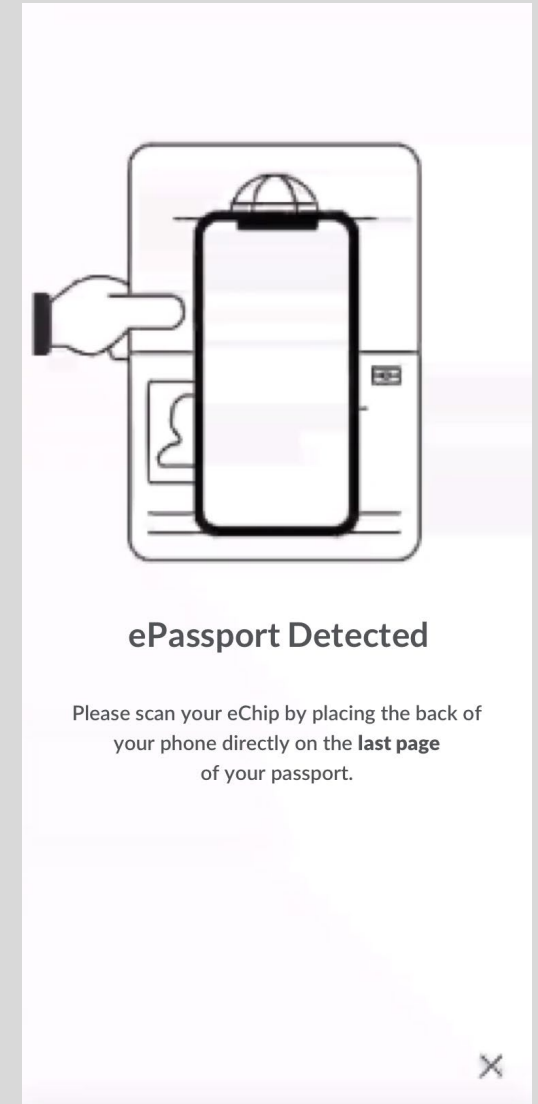 ePassport Detected
Please scan your eChip by placing the back of
your phone directly on the last page
of your passport.